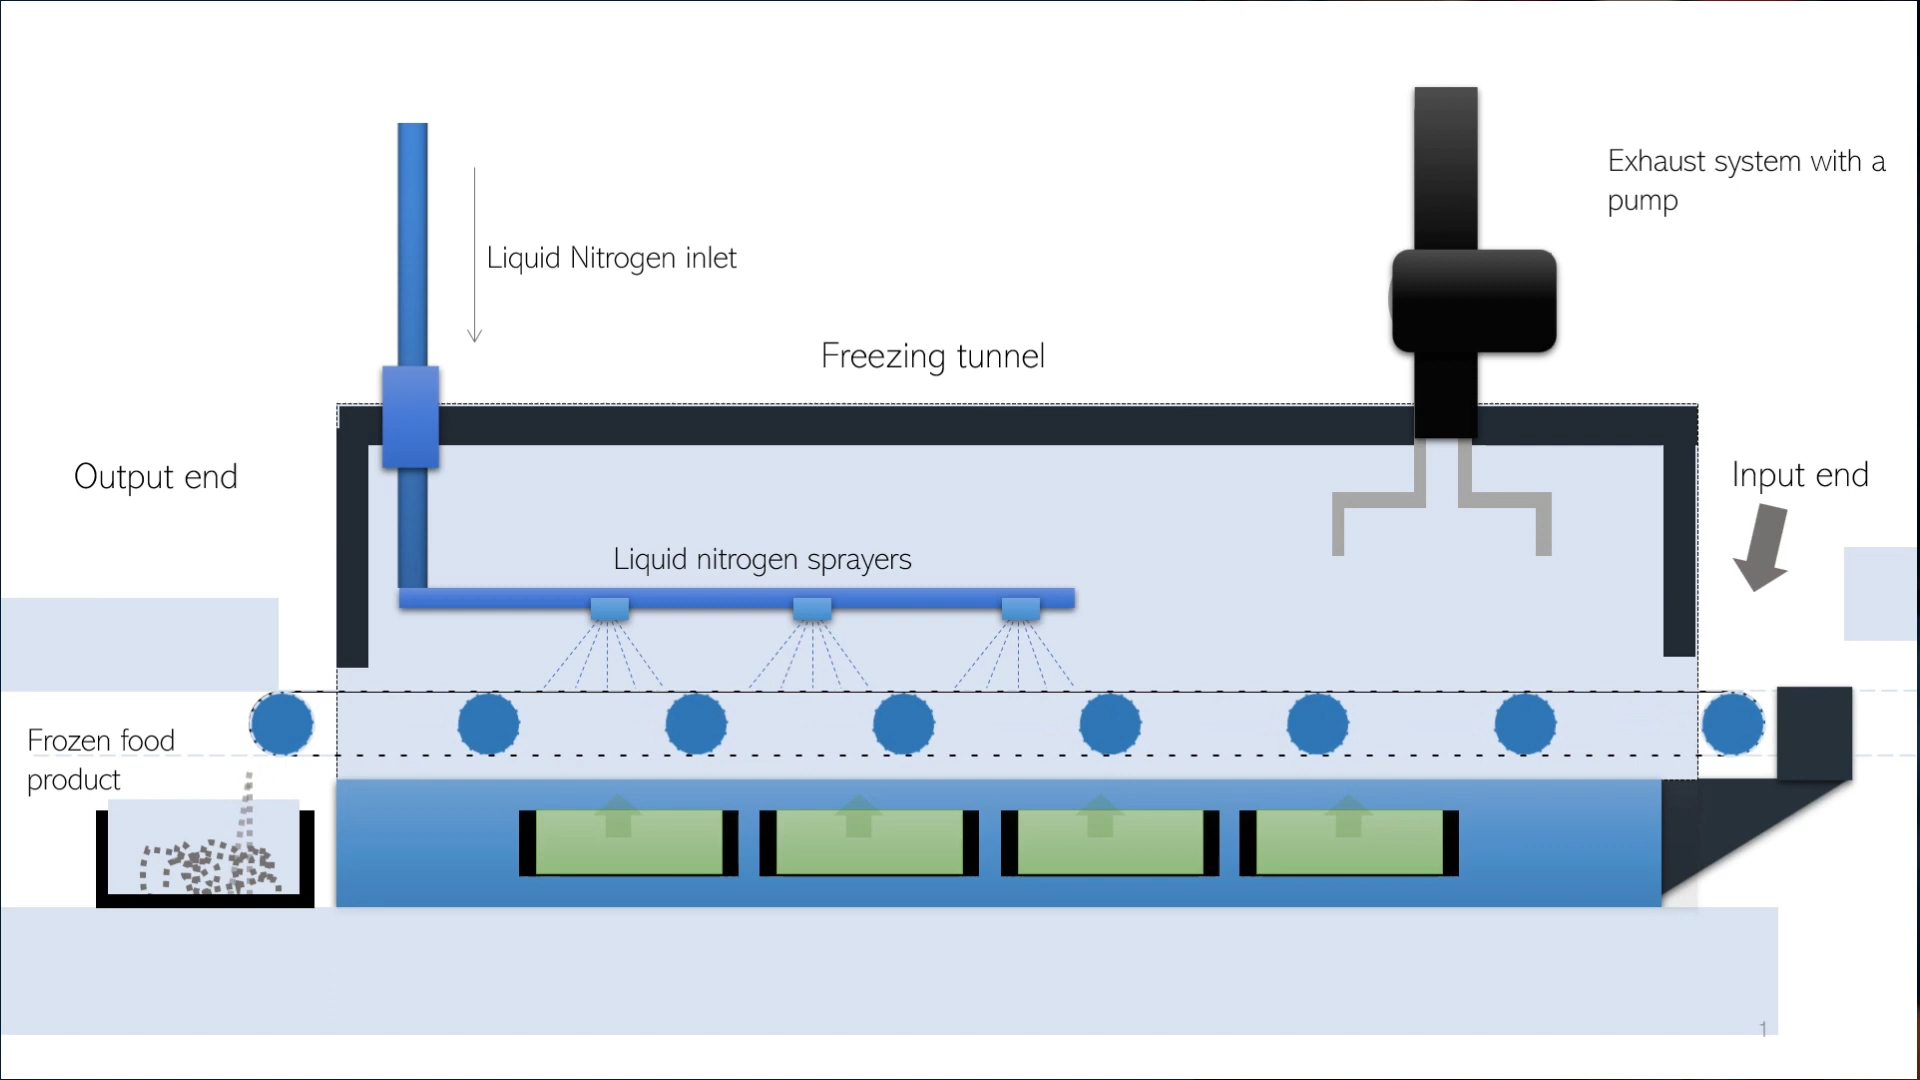 Exhaust system with a
pump
Liquid Nitrogen inlet
Freezing tunnel
Output end
Input end
Liquid nitrogen sprayers
Frozen food
product
1